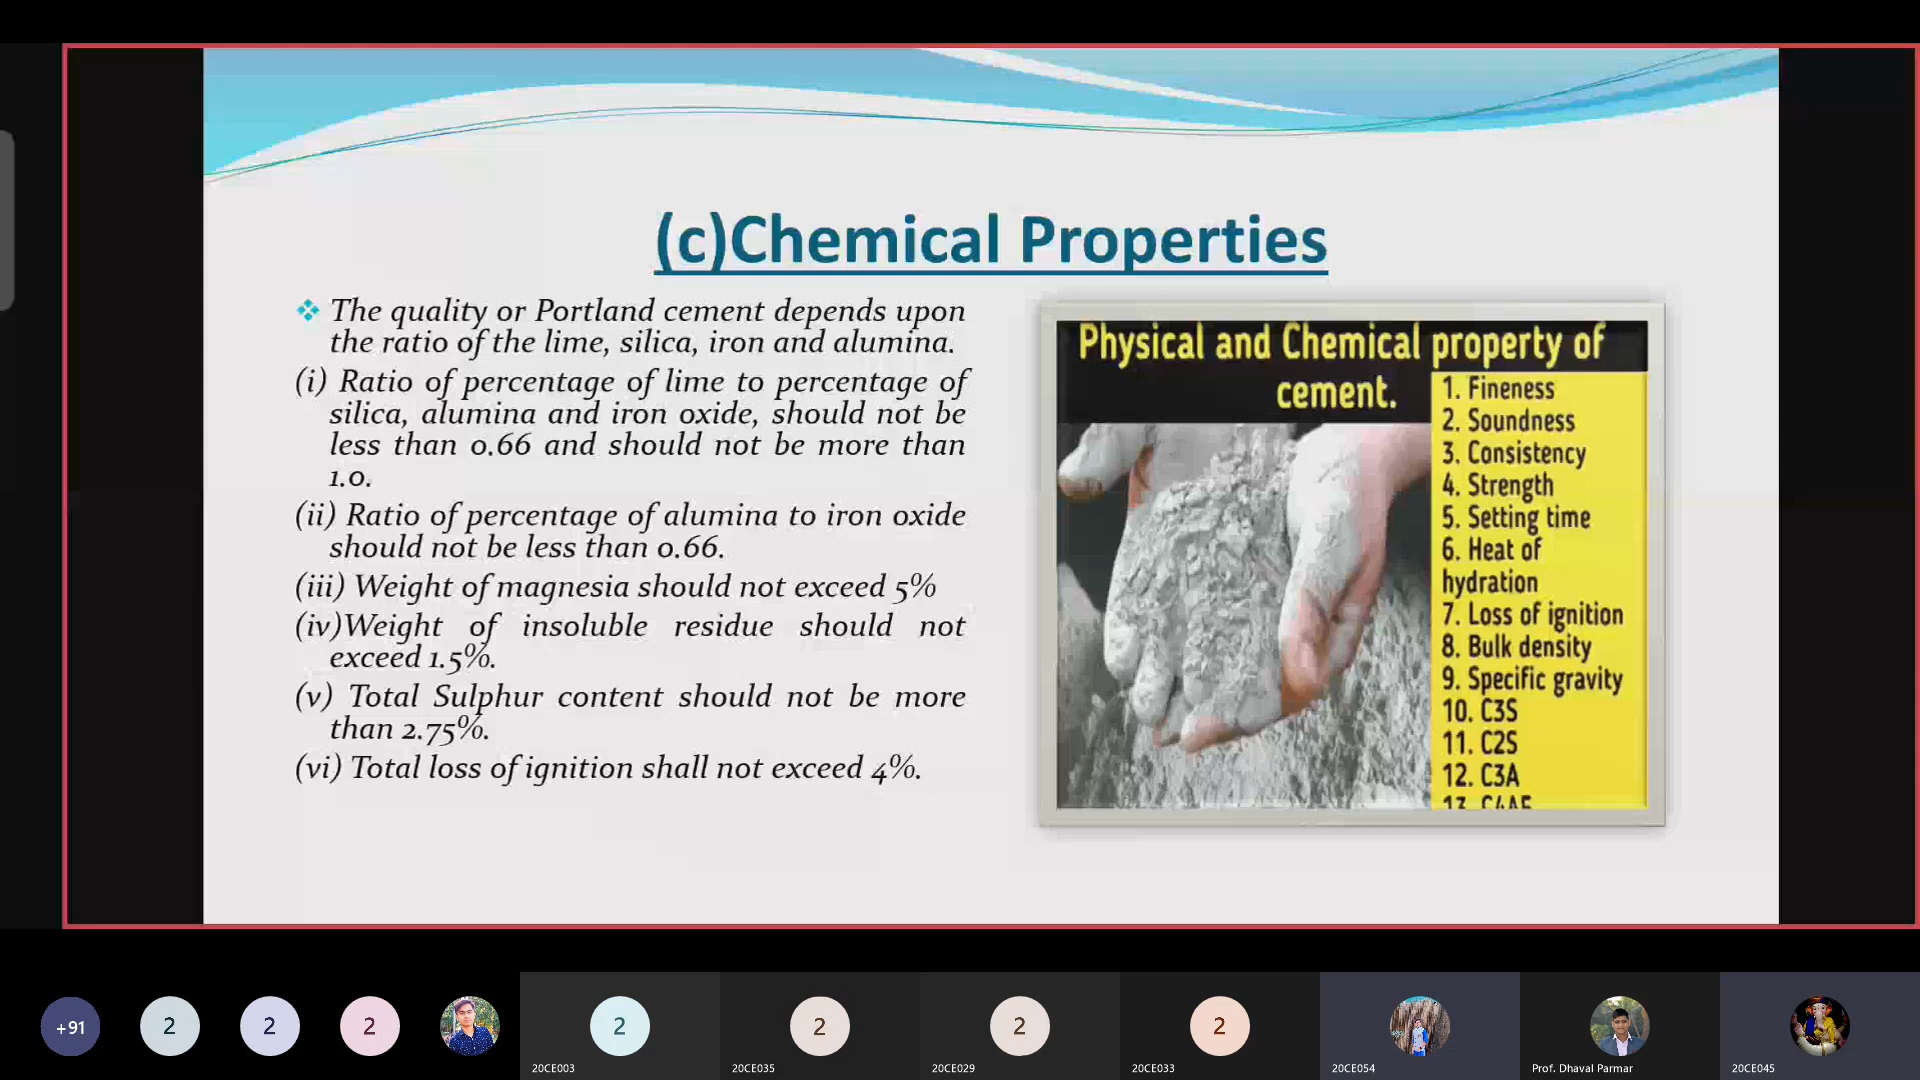 (c)Chemical Properties
The quality or Portland cement depends upon
the ratio of the lime, silica, iron and alumina.
(i) Ratio of percentage of lime to percentage of
silica, alumina and iron oxide, should not be
less than 0.66 and should not be more than
1.0.
(ii) Ratio of percentage of alumina to iron oxide
should not be less than 0.66.
(iii) Weight of magnesia should not exceed 5%
(iv)Weight of insoluble residue should not
exceed 1.5%.
(v) Total Sulphur content should not be more
than 2.75%.
(vi) Total loss of ignition shall not exceed 4%.
Physical and Chemical property of
cement.
1. Fineness
2. Soundness
3. Consistency
4. Strength
5. Setting time
6. Heat of
hydration
7. Loss of ignition
8. Bulk density
9. Specific gravity
10. C3S
11. C2S
12. C3A
13. C4AF
+91
2
2
2
2
20CE003
2
20CE035
2
20CE029
2
20CE033
20CE054
Prof. Dhaval Parmar
20CE045